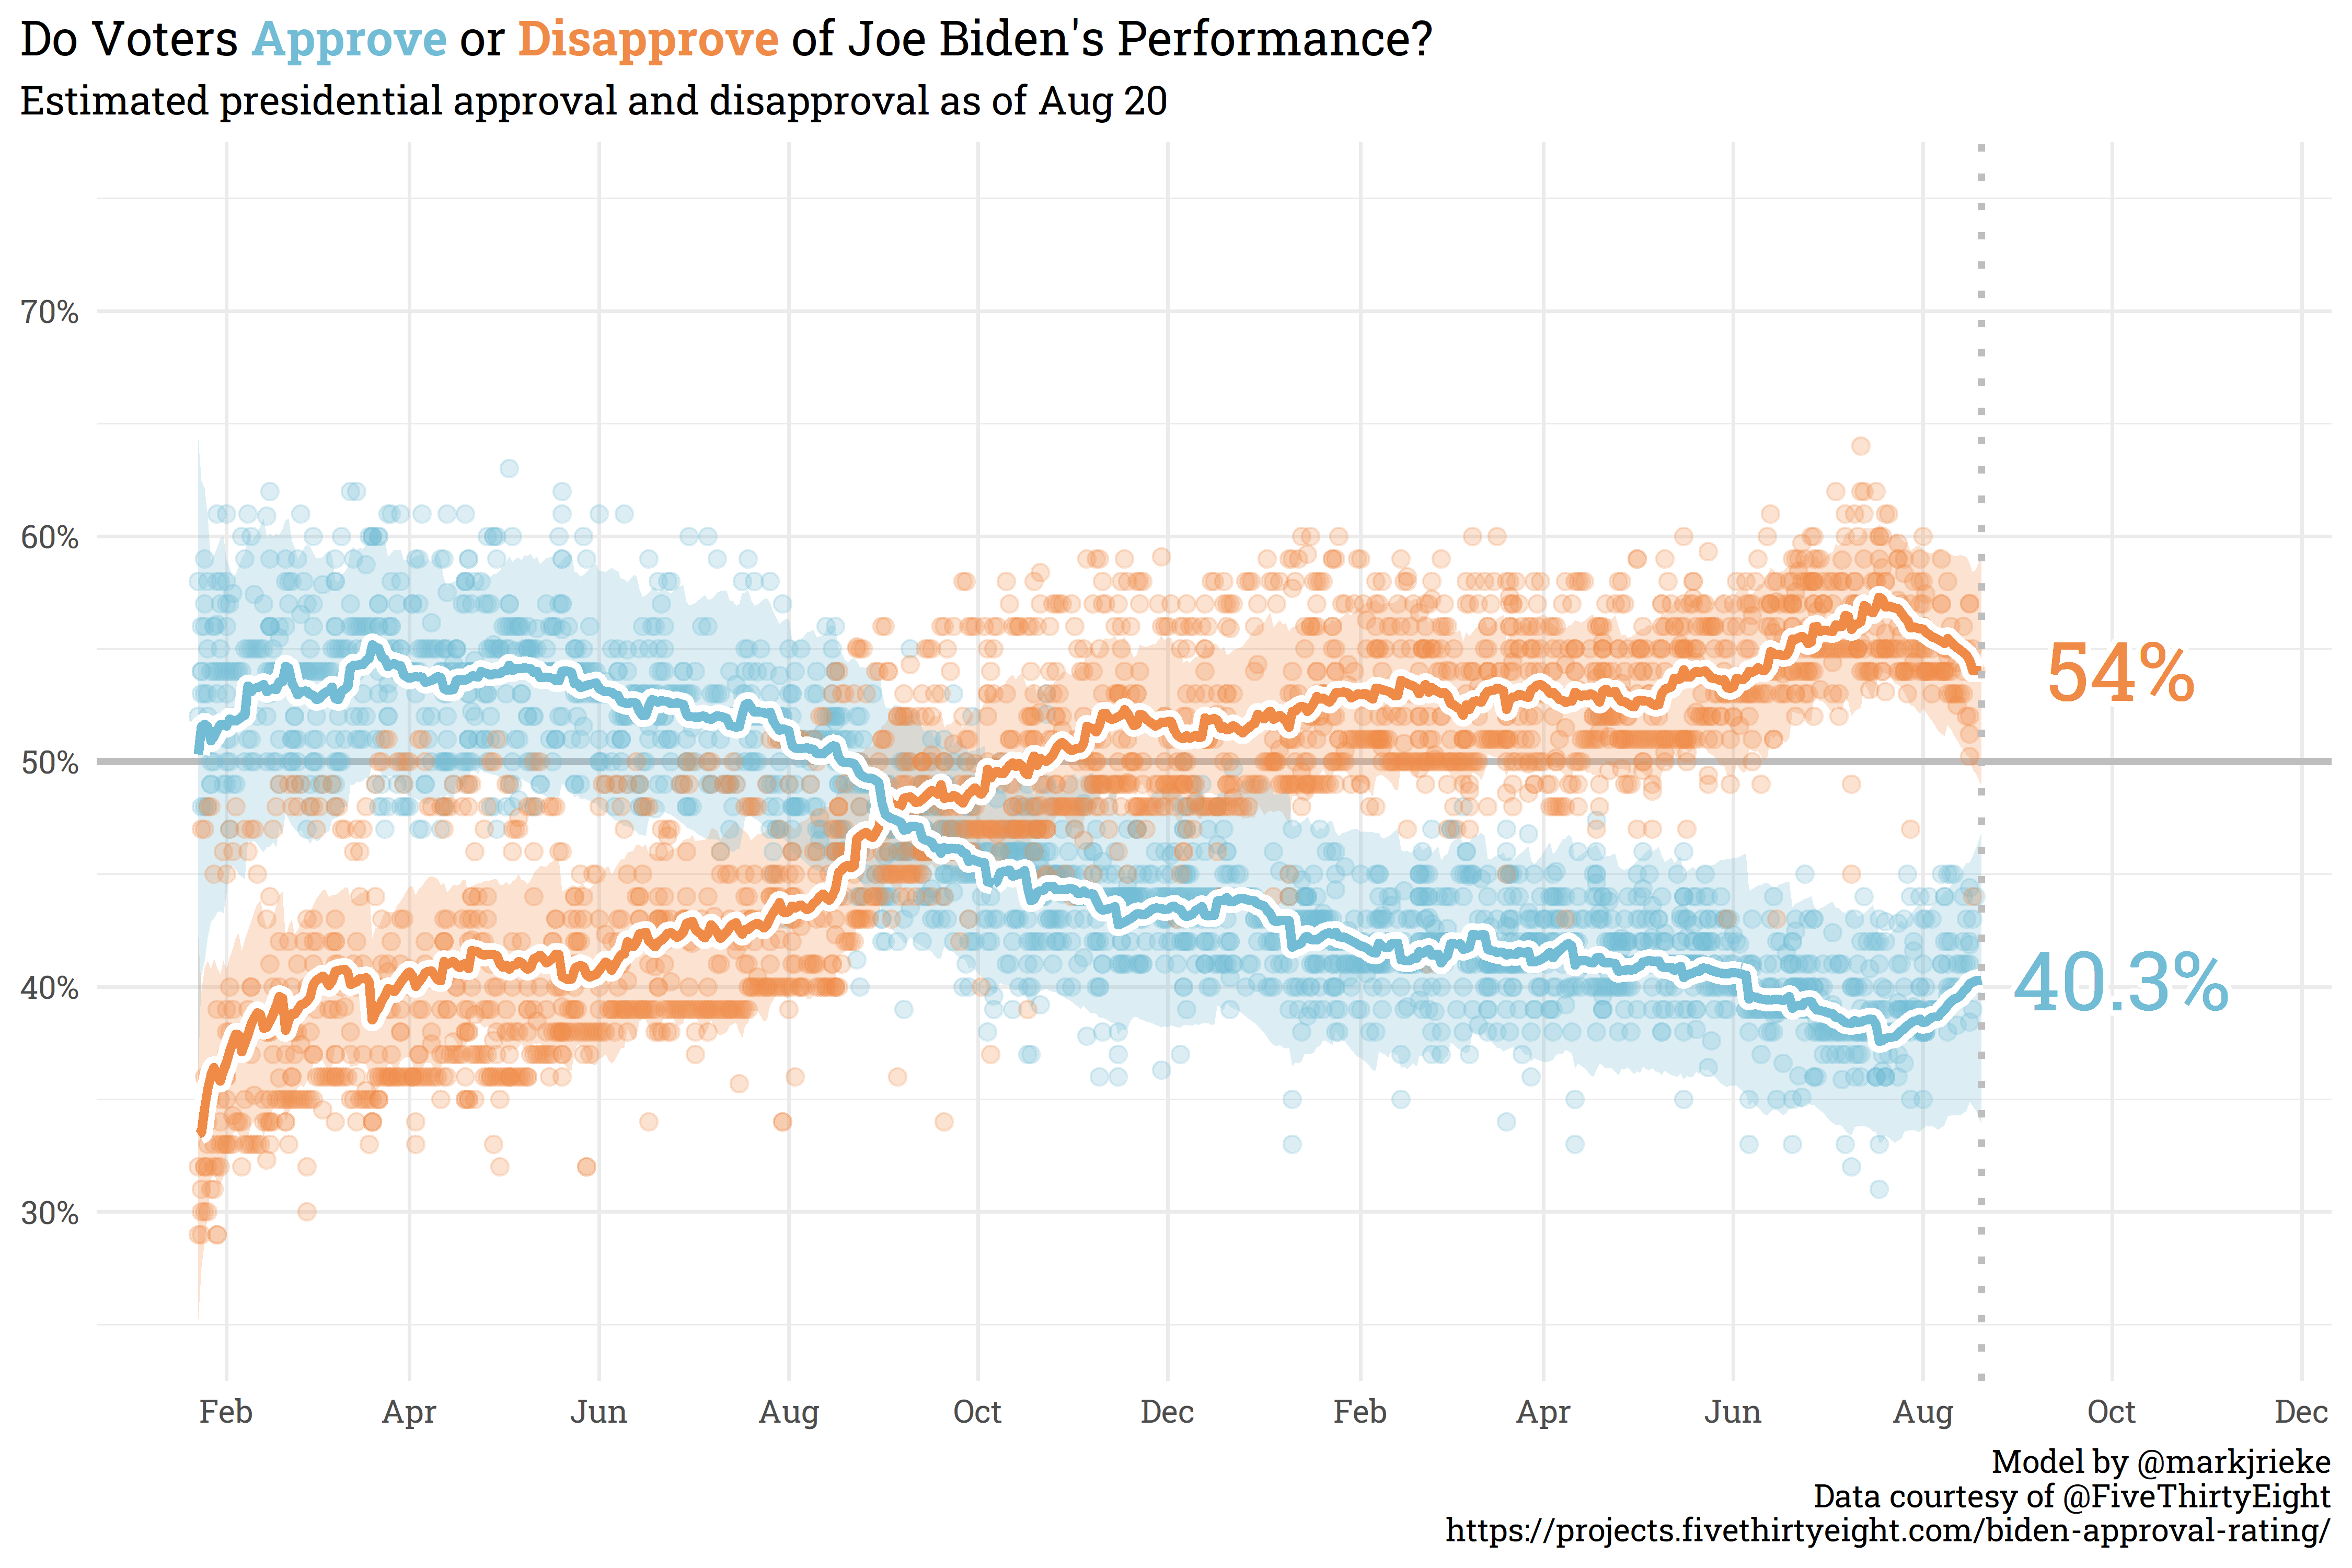 Do Voters Approve or Disapprove of Joe Biden's Performance?
Estimated presidential approval and disapproval as of Aug 20
70%
60%
50%
40%
30%
54%
40.3%
Feb Apr Jun Aug Oct Dec Feb Apr Jun Aug Oct Dec
Model by @markjrieke
Data courtesy of @FiveThirtyEight
https://projects.fivethirtyeight.com/biden-approval-rating/